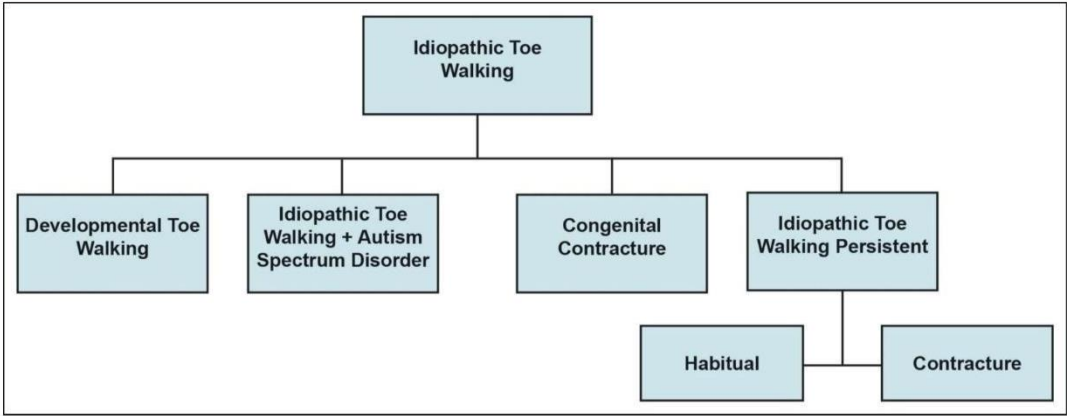 Idiopathic Toe
Walking
Developmental Toe
Walking
Idiopathic Toe
Walking + Autism
Spectrum Disorder
Congenital
Contracture
Idiopathic Toe
Walking Persistent
Habitual
Contracture